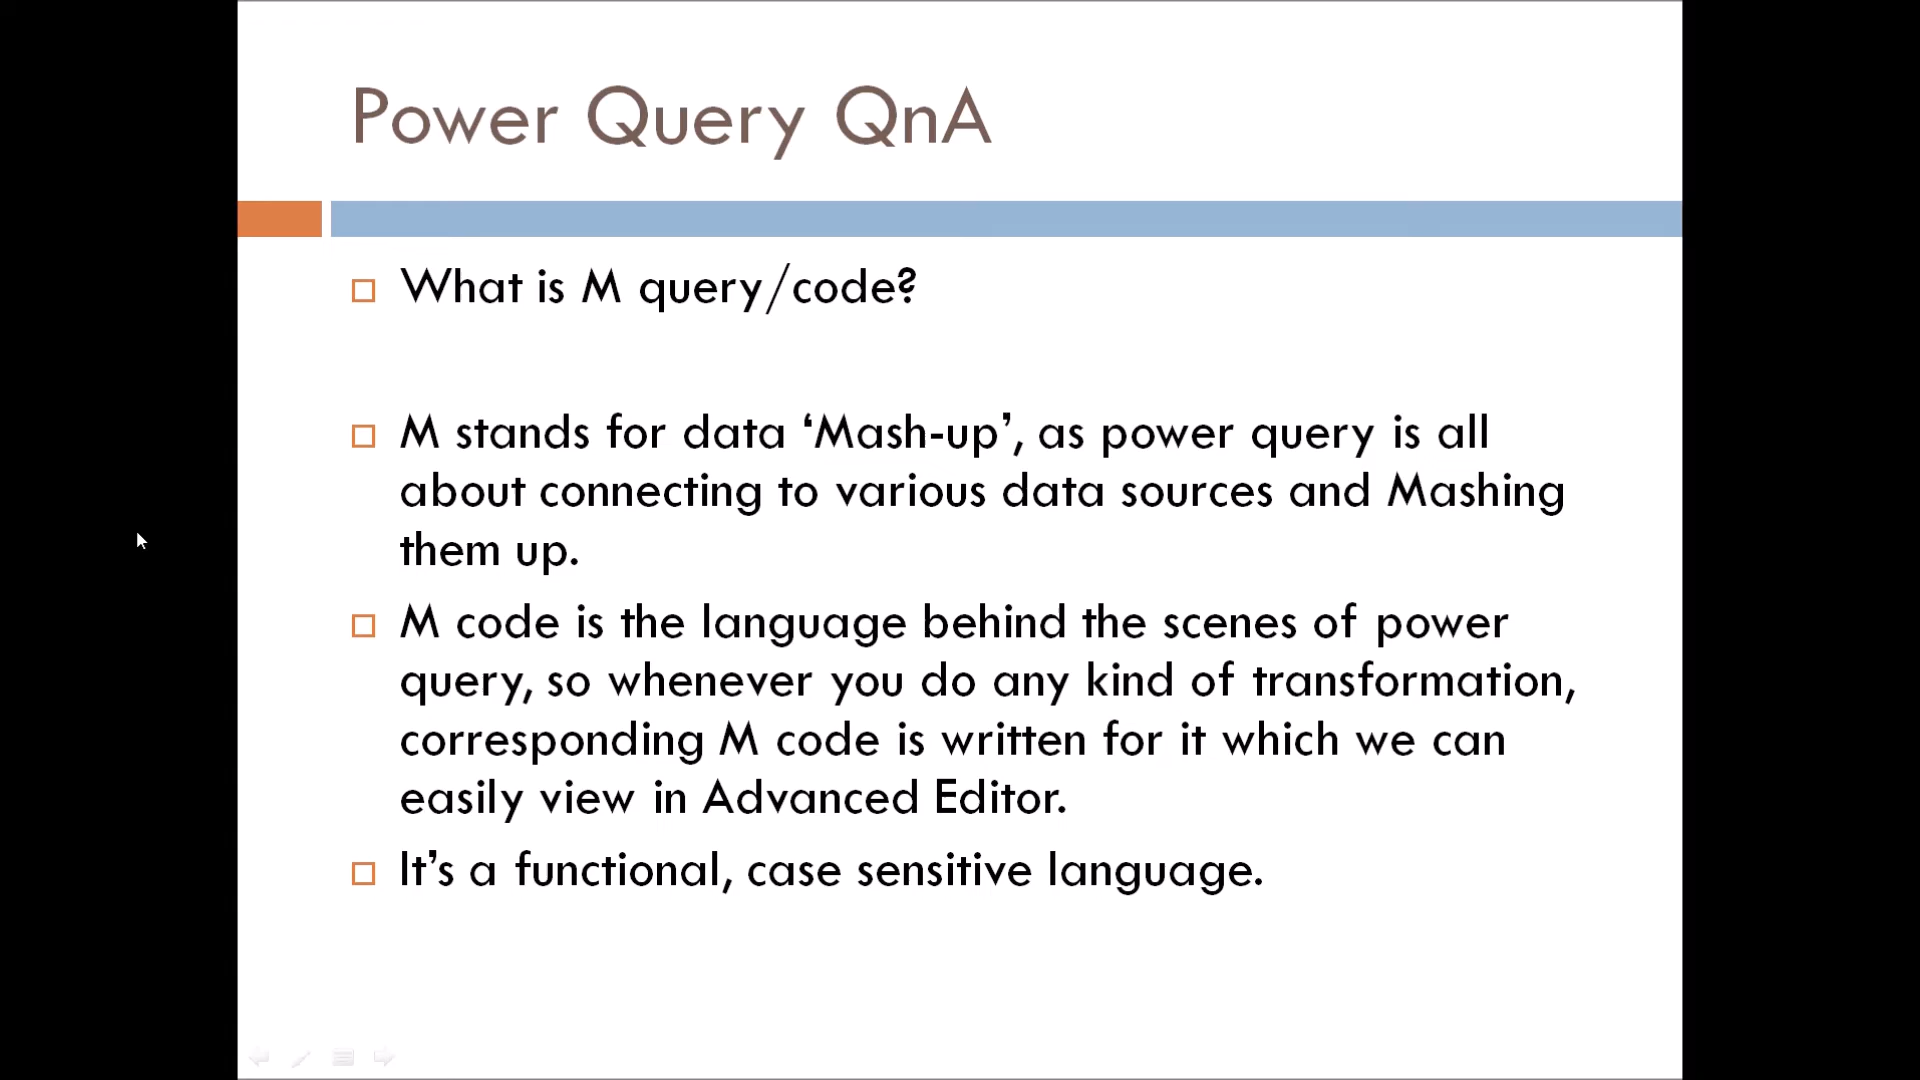 Power Query QnA
What is M query/code?
M stands for data ‘Mash-up’, as power query is all
about connecting to various data sources and Mashing
them up.
M code is the language behind the scenes of power
query, so whenever you do any kind of transformation,
corresponding M code is written for it which we can
easily view in Advanced Editor.
It’s a functional, case sensitive language.